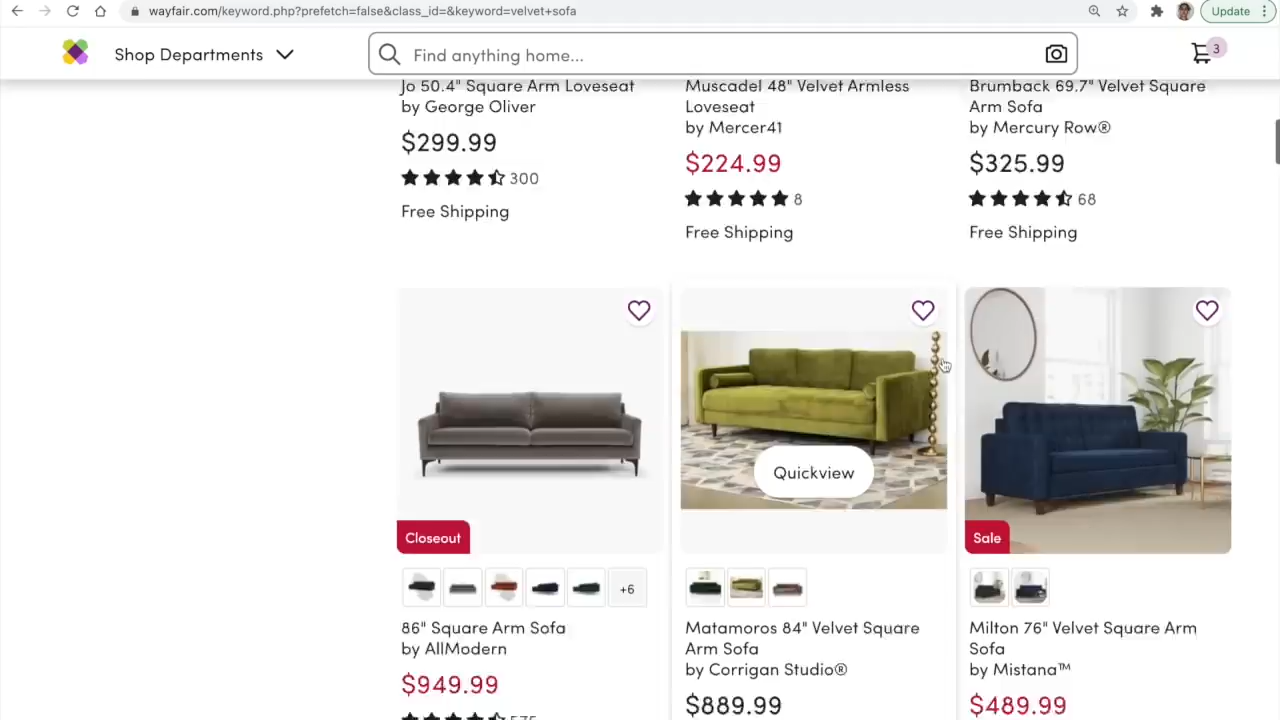 wayfair.com/keyword.php?prefetch=false&class_id=&keyword=velvet+sofa
Update
Shop Departments
Find anything home...
3
Jo 50.4" Square Arm Loveseat
by George Oliver
$299.99
300
Free Shipping
Muscadel 48" Velvet Armless
Loveseat
by Mercer41
$224.99
8
Free Shipping
Brumback 69.7" Velvet Square
Arm Sofa
by Mercury Row®
$325.99
68
Free Shipping
Closeout
+6
86" Square Arm Sofa
by AllModern
$949.99
Quickview
Matamoros 84" Velvet Square
Arm Sofa
by Corrigan Studio®
$889.99
Sale
Milton 76" Velvet Square Arm
Sofa
by Mistana™
$489.99